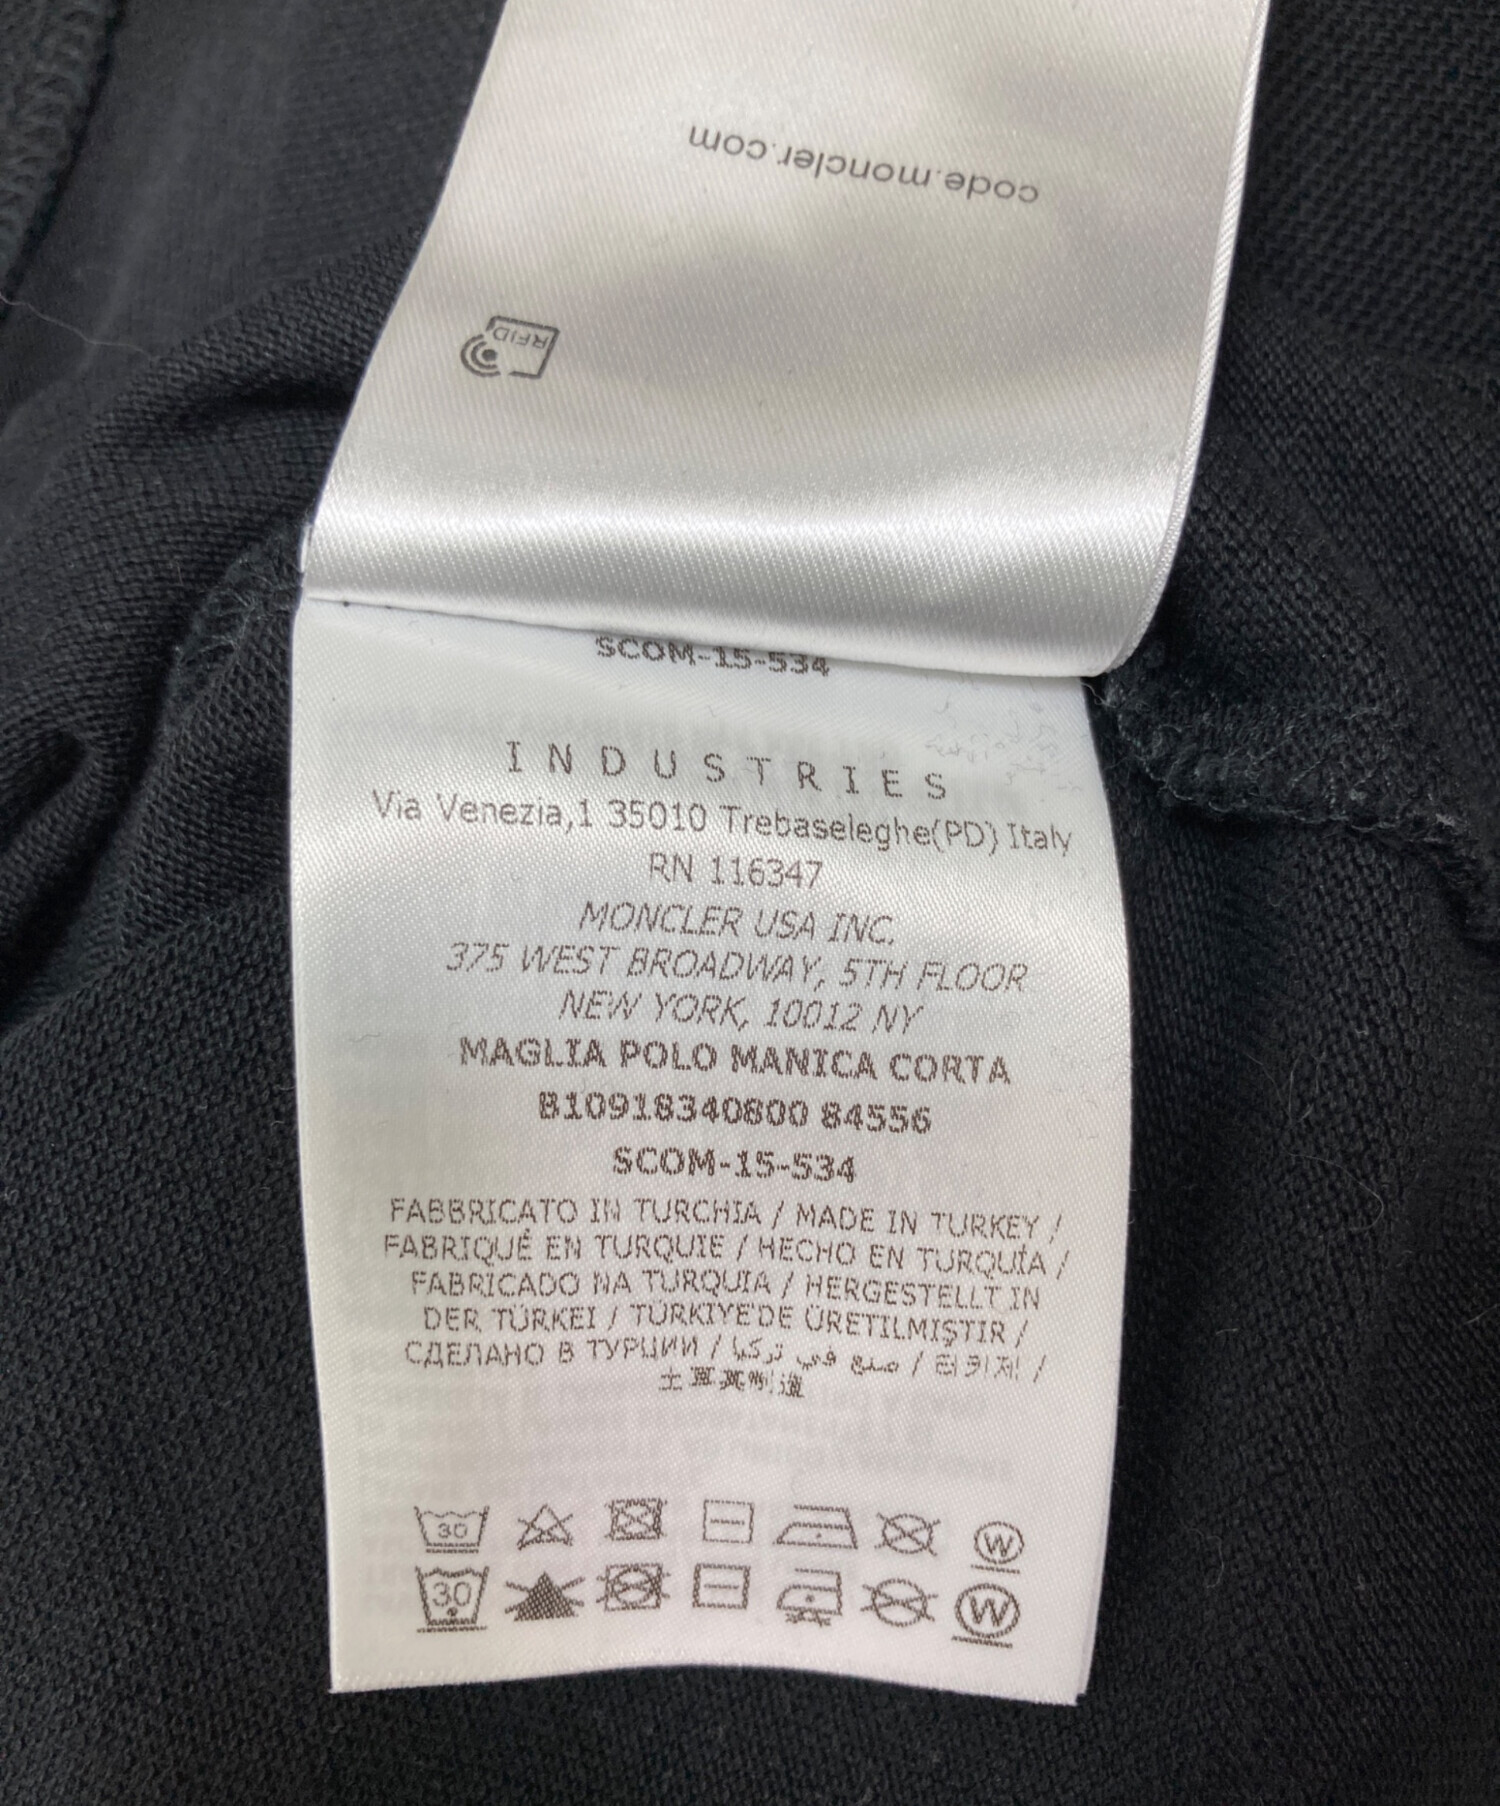 code.moncler.com
RFID
SCOM-15-534
INDUSTRIES
Via Venezia,1 35010 Trebaseleghe(PD) Italy
RN 116347
MONCLER USA INC.
375 WEST BROADWAY, 5TH FLOOR
NEW YORK, 10012 NY
MAGLIA POLO MANICA CORTA
B10918340800 84556
SCOM-15-534
FABBRICATO IN TURCHIA / MADE IN TURKEY /
FABRIQUÉ EN TURQUIE / HECHO EN TURQUÍA /
FABRICADO NA TURQUIA / HERGESTELLT IN
DER TÜRKEI / TÜRKIYE'DE ÜRETILMIŞTIR /
СДЕЛАНО В ТУРЦИИ / صنع في تركيا / 터키제 /
土耳其制造
30 W
30 W